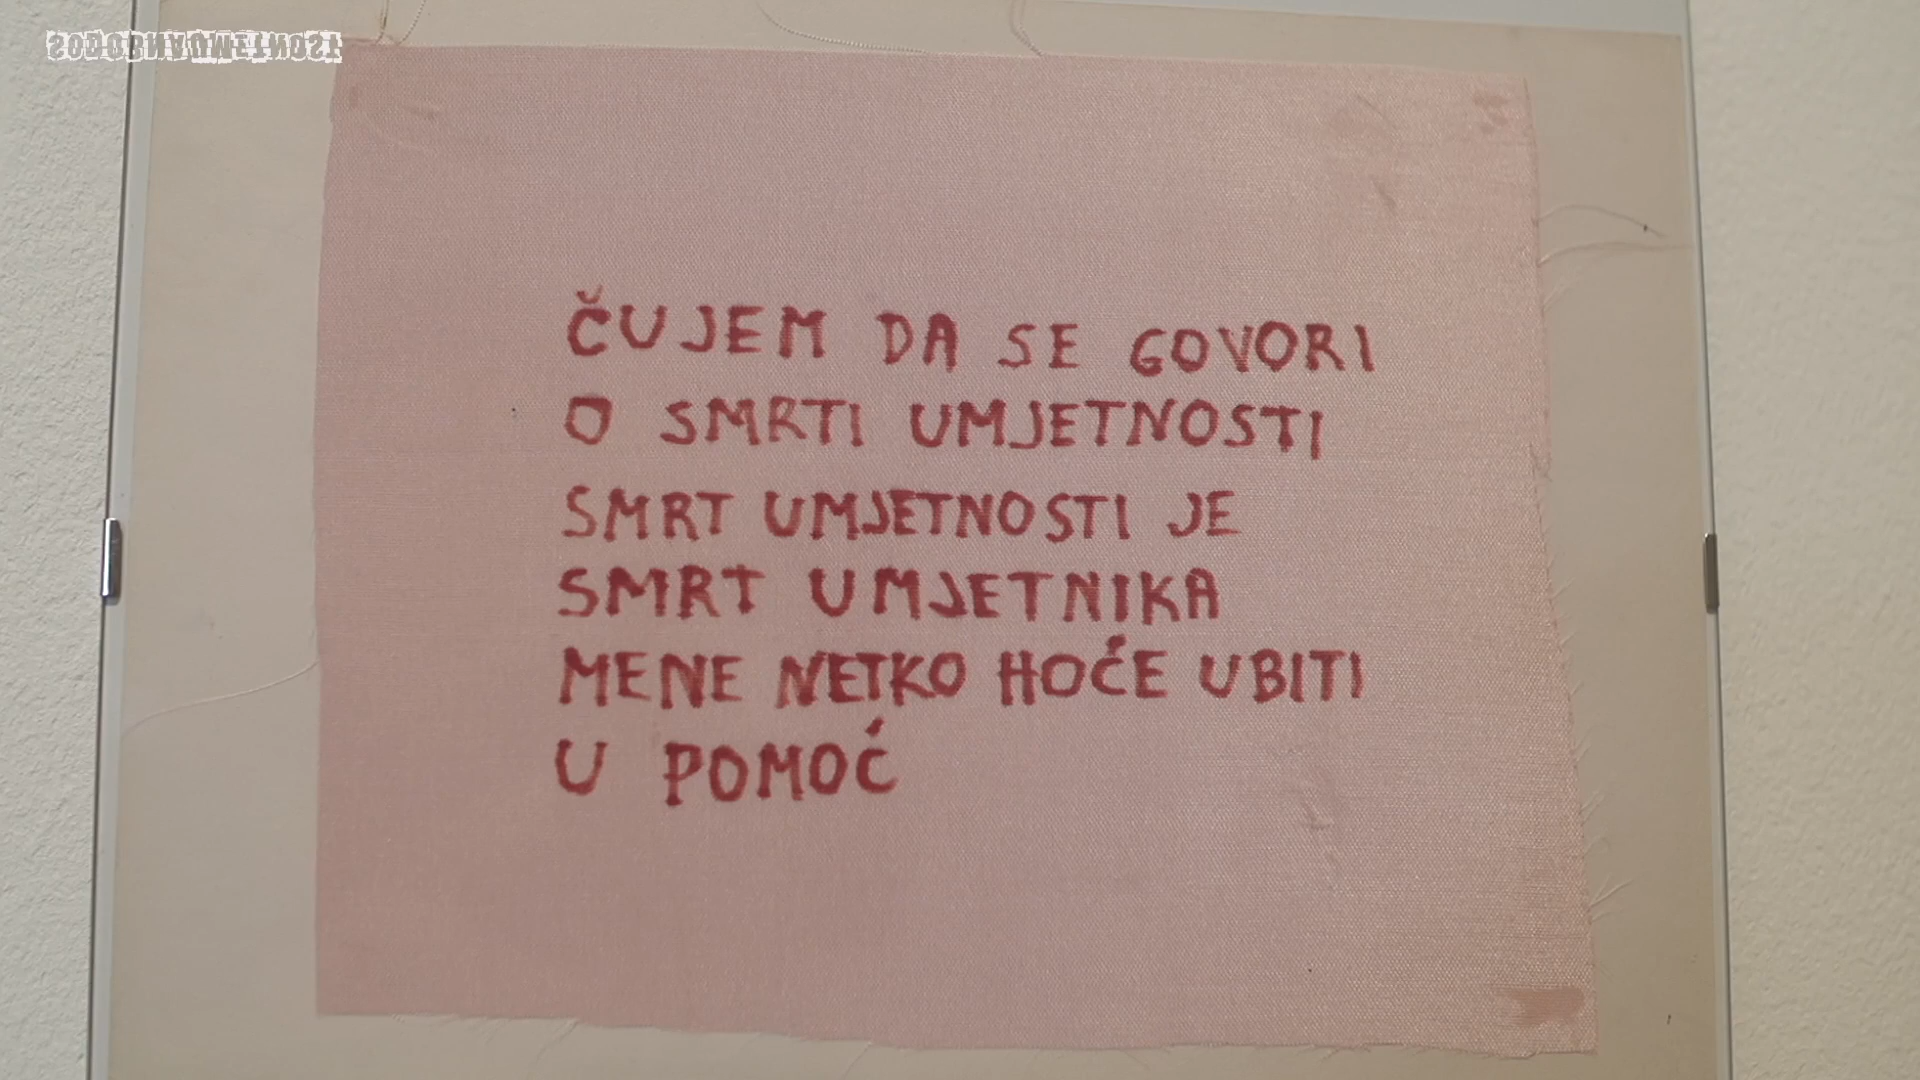 ČUJEM DA SE GOVORI
O SMRTI UMJETNOSTI
SMRT UMJETNOSTI JE
SMRT UMJETNIKA
MENE NETKO HOĆE UBITI
U POMOĆ